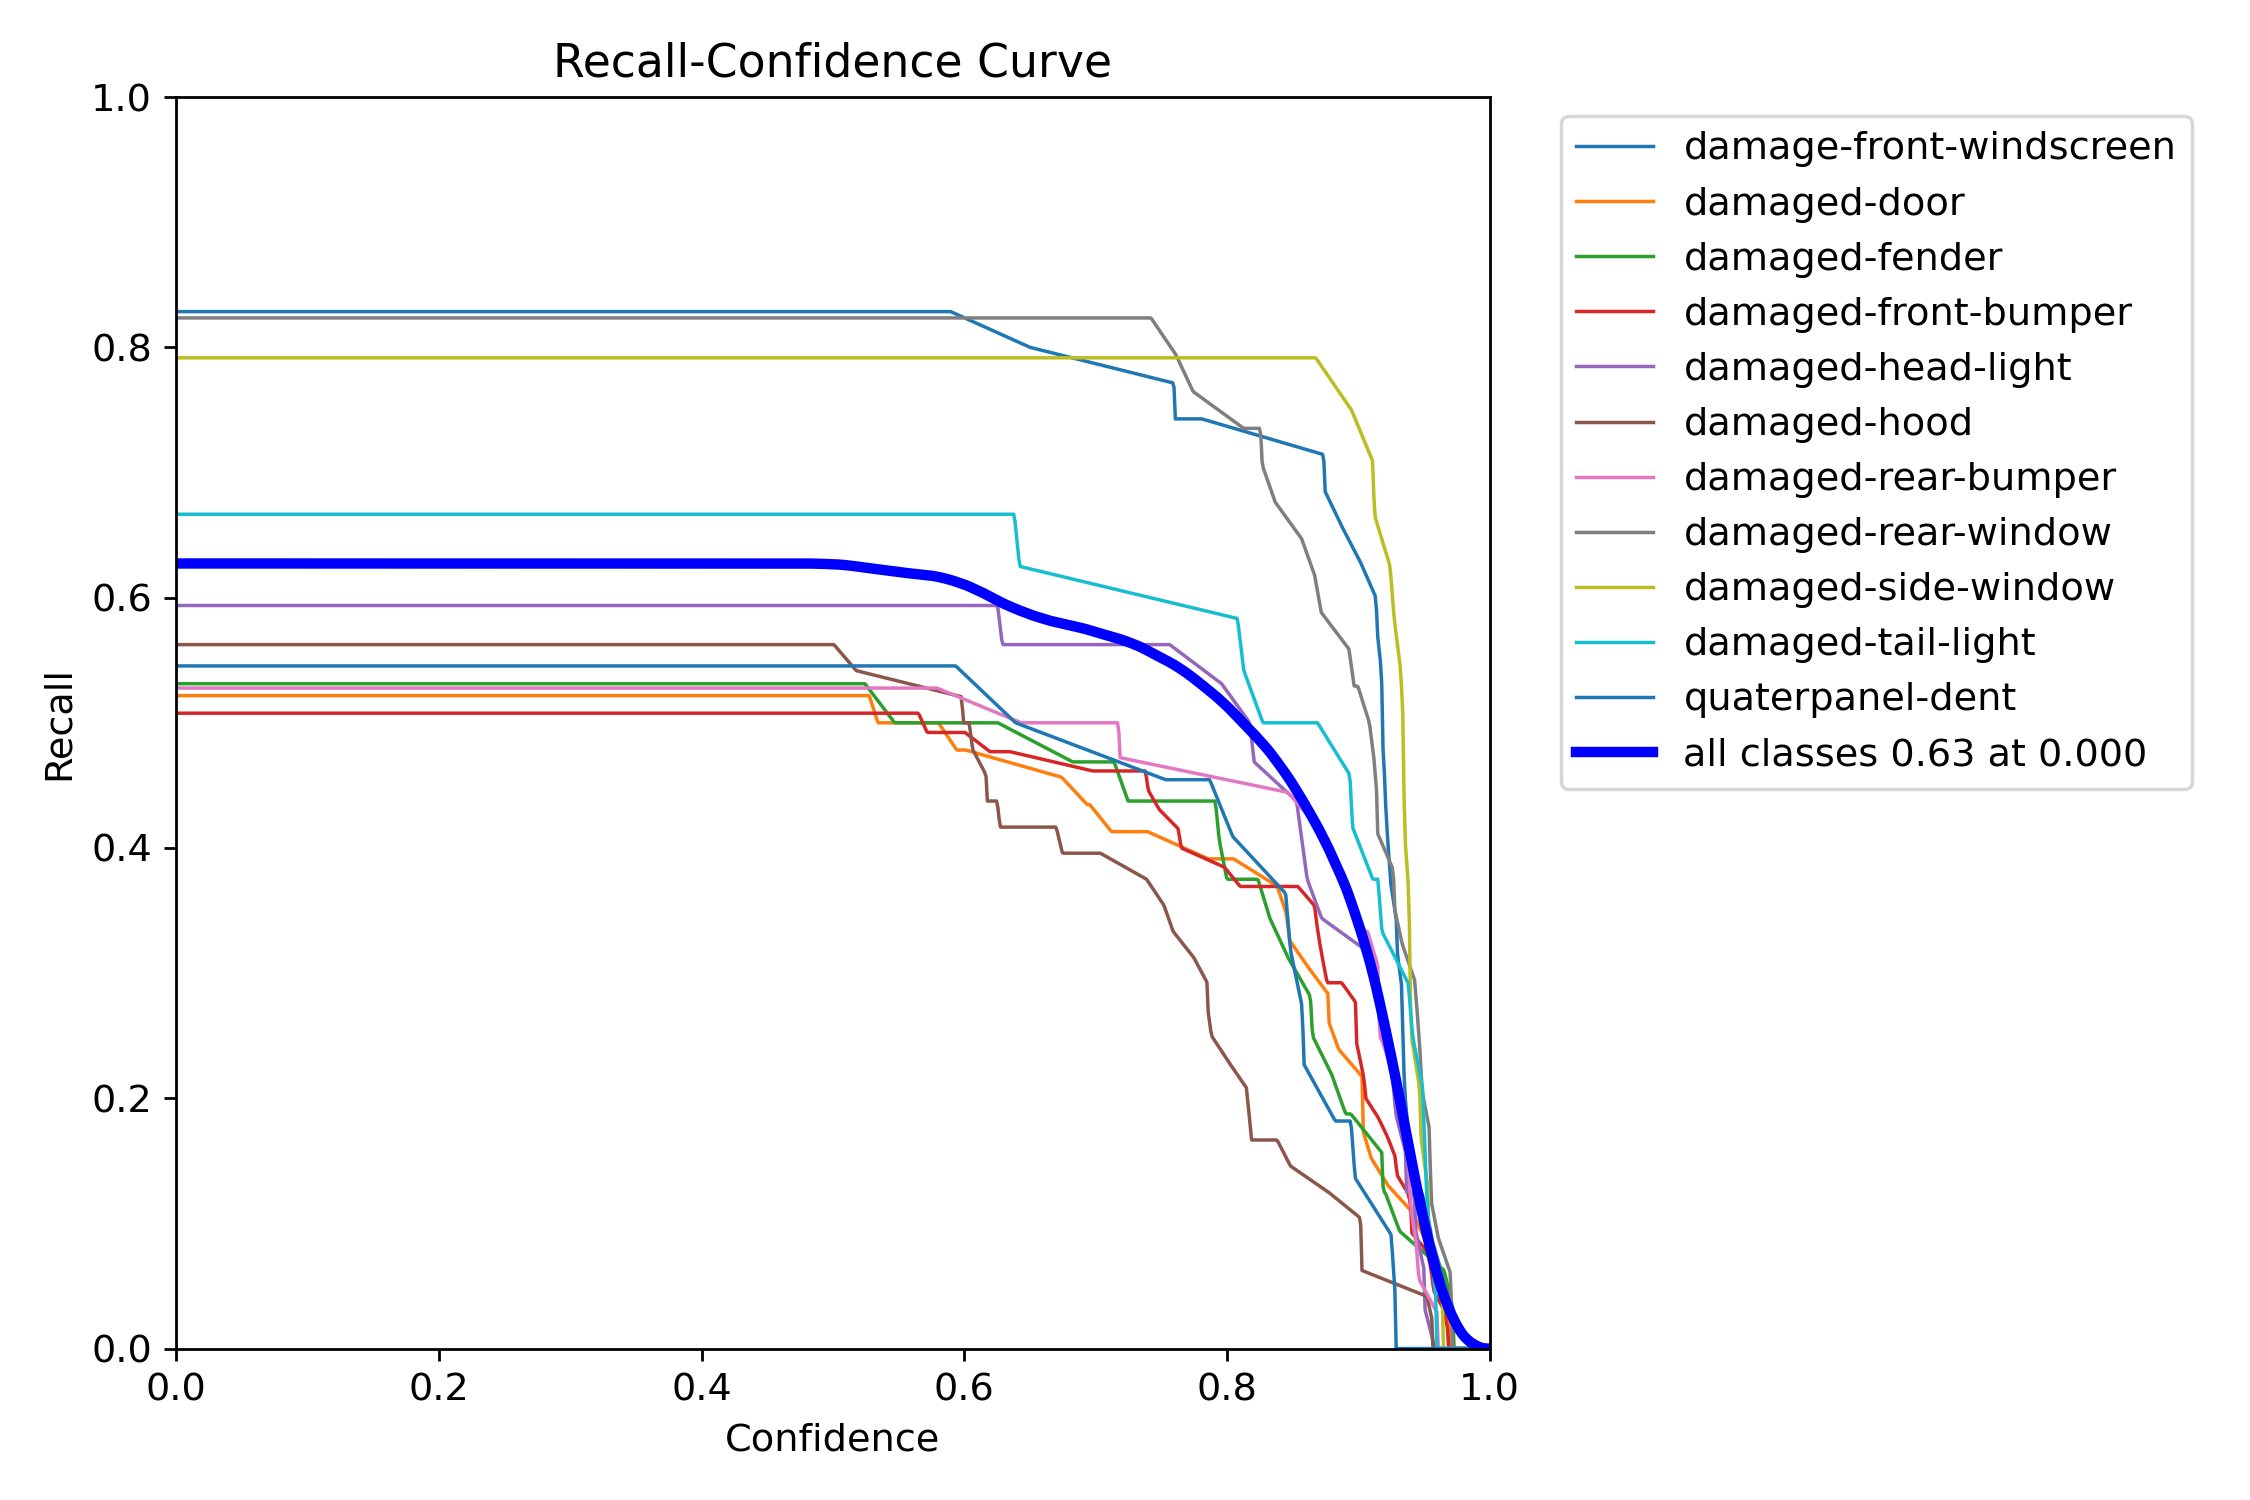 Recall-Confidence Curve
1.0
0.8
0.6
0.4
0.2
0.0
Recall
0.0 0.2 0.4 0.6 0.8 1.0
Confidence
damage-front-windscreen
damaged-door
damaged-fender
damaged-front-bumper
damaged-head-light
damaged-hood
damaged-rear-bumper
damaged-rear-window
damaged-side-window
damaged-tail-light
quaterpanel-dent
all classes 0.63 at 0.000